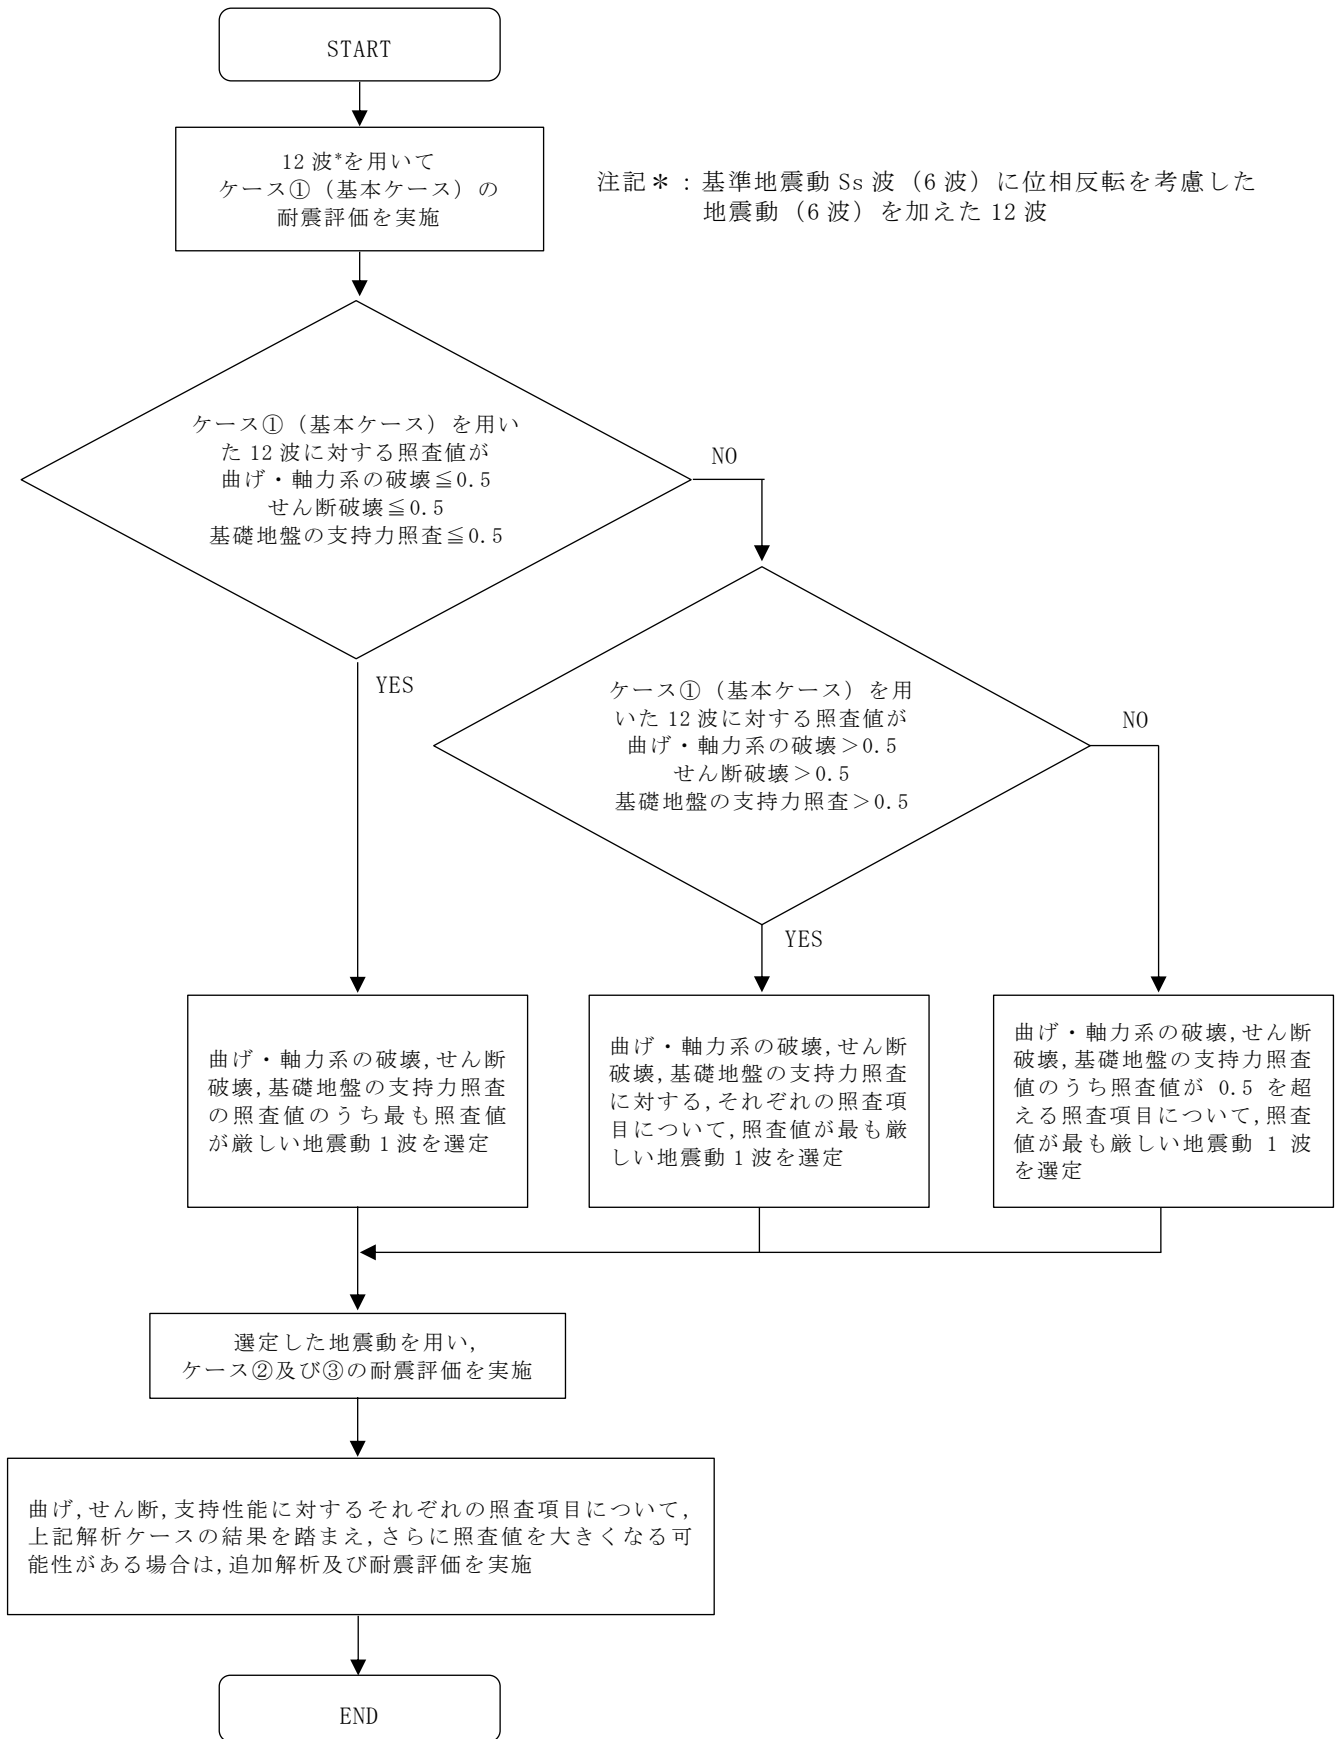 START
12 波*を用いて
ケース①（基本ケース）の
耐震評価を実施
注記＊：基準地震動 Ss 波（6 波）に位相反転を考慮した
地震動（6 波）を加えた 12 波
ケース①（基本ケース）を用い
た 12 波に対する照査値が
曲げ・軸力系の破壊≦0.5
せん断破壊≦0.5
基礎地盤の支持力照査≦0.5
NO
YES
ケース①（基本ケース）を用
いた 12 波に対する照査値が
曲げ・軸力系の破壊＞0.5
せん断破壊＞0.5
基礎地盤の支持力照査＞0.5
NO
YES
曲げ・軸力系の破壊,せん断
破壊,基礎地盤の支持力照査
の照査値のうち最も照査値
が厳しい地震動 1 波を選定
曲げ・軸力系の破壊,せん断
破壊,基礎地盤の支持力照査
に対する,それぞれの照査項
目について,照査値が最も厳
しい地震動 1 波を選定
曲げ・軸力系の破壊,せん断
破壊,基礎地盤の支持力照査
値のうち照査値が 0.5 を超
える照査項目について,照査
値が最も厳しい地震動 1 波
を選定
選定した地震動を用い,
ケース②及び③の耐震評価を実施
曲げ,せん断,支持性能に対するそれぞれの照査項目について,
上記解析ケースの結果を踏まえ,さらに照査値を大きくなる可
能性がある場合は,追加解析及び耐震評価を実施
END